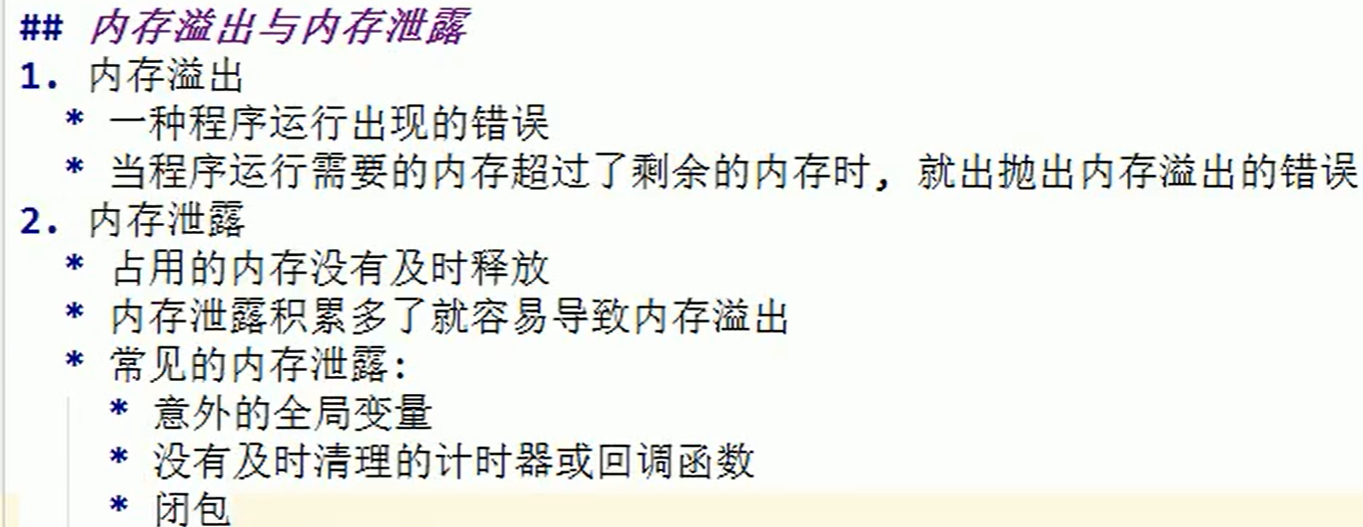 ## 内存溢出与内存泄露
1. 内存溢出
* 一种程序运行出现的错误
* 当程序运行需要的内存超过了剩余的内存时, 就出抛出内存溢出的错误
2. 内存泄露
* 占用的内存没有及时释放
* 内存泄露积累多了就容易导致内存溢出
* 常见的内存泄露:
* 意外的全局变量
* 没有及时清理的计时器或回调函数
* 闭包